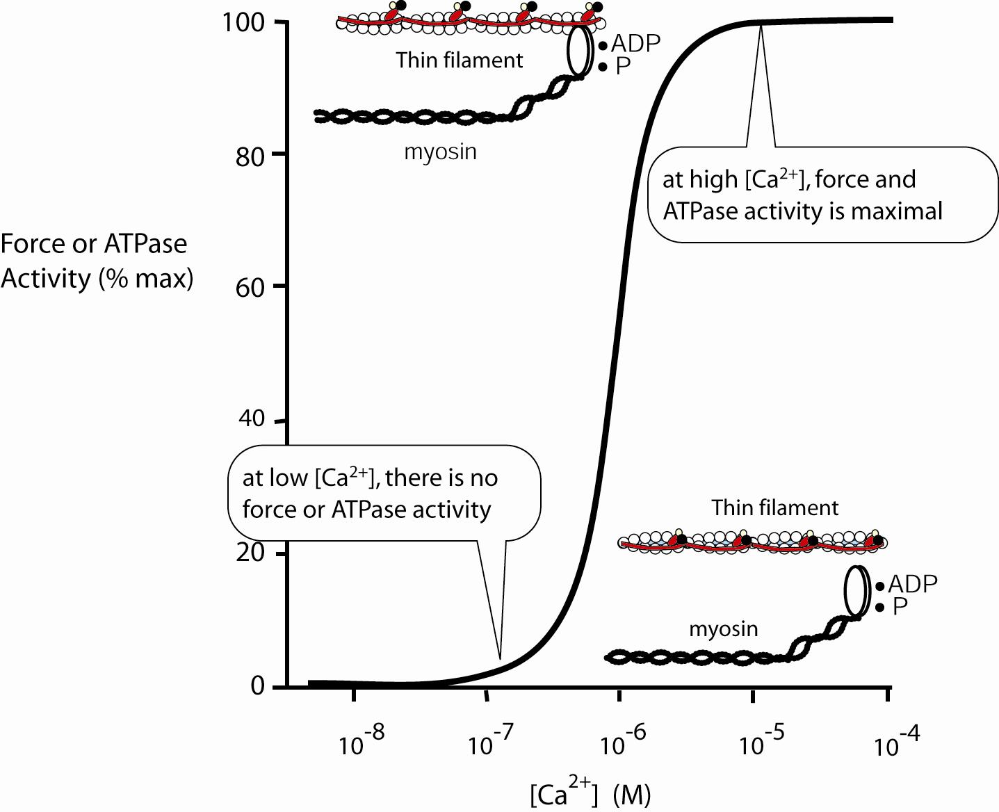 100
Thin filament
ADP
P
myosin
80
at high [Ca²⁺], force and
ATPase activity is maximal
Force or ATPase
Activity (% max)
60
40
at low [Ca²⁺], there is no
force or ATPase activity
20
Thin filament
ADP
P
myosin
0
10⁻⁸ 10⁻⁷ 10⁻⁶ 10⁻⁵ 10⁻⁴
[Ca²⁺] (M)